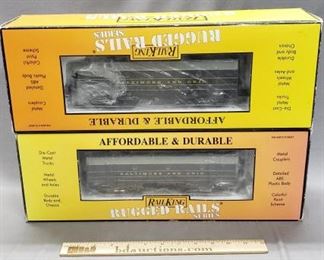 RUGGED RAILS
SERIES
RAILKING
Durable
Body and
Chassis
Colorful
Paint
Scheme
Metal
Wheels and
Axles
Detailed
ABS
Plastic Body
Die-Cast
Metal
Trucks
Metal
Couplers
BALTIMORE AND OHIO
AFFORDABLE & DURABLE
AFFORDABLE & DURABLE
Die-Cast
Metal
Trucks
Metal
Couplers
BALTIMORE AND OHIO
Metal
Wheels
and Axles
Detailed
ABS
Plastic Body
Durable
Body and
Chassis
Colorful
Paint
Scheme
RAILKING
RUGGED RAILS
SERIES
bdauctions.com